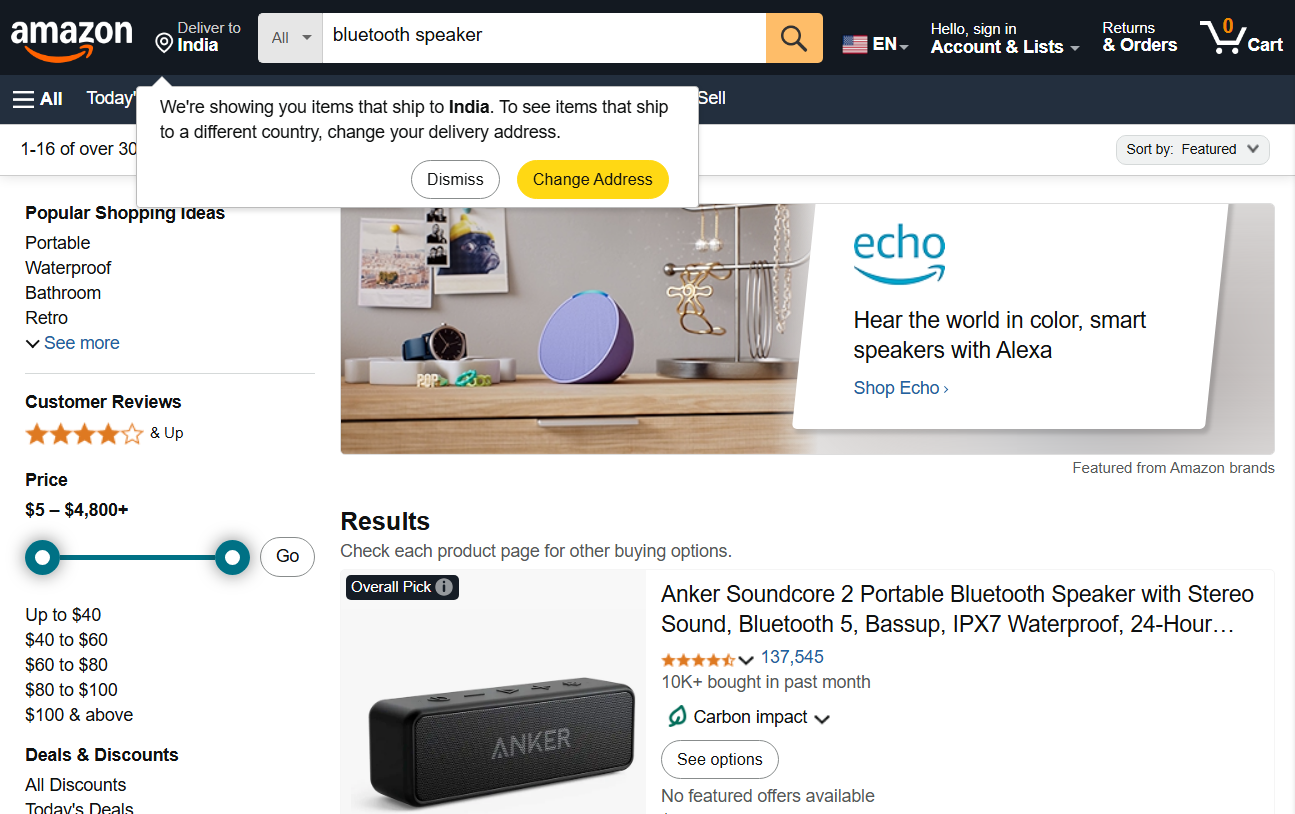 amazon
Deliver to
India
All
bluetooth speaker
EN
Hello, sign in
Account & Lists
Returns
& Orders
0
Cart
All
Today'
Sell
We're showing you items that ship to India. To see items that ship
to a different country, change your delivery address.
Dismiss
Change Address
1-16 of over 30
Sort by: Featured
Popular Shopping Ideas
Portable
Waterproof
Bathroom
Retro
See more
Customer Reviews
& Up
Price
$5 – $4,800+
Go
Up to $40
$40 to $60
$60 to $80
$80 to $100
$100 & above
Deals & Discounts
All Discounts
Today's Deals
POP
echo
Hear the world in color, smart
speakers with Alexa
Shop Echo ›
Featured from Amazon brands
Results
Check each product page for other buying options.
Overall Pick
ANKER
Anker Soundcore 2 Portable Bluetooth Speaker with Stereo
Sound, Bluetooth 5, Bassup, IPX7 Waterproof, 24-Hour…
137,545
10K+ bought in past month
Carbon impact
See options
No featured offers available